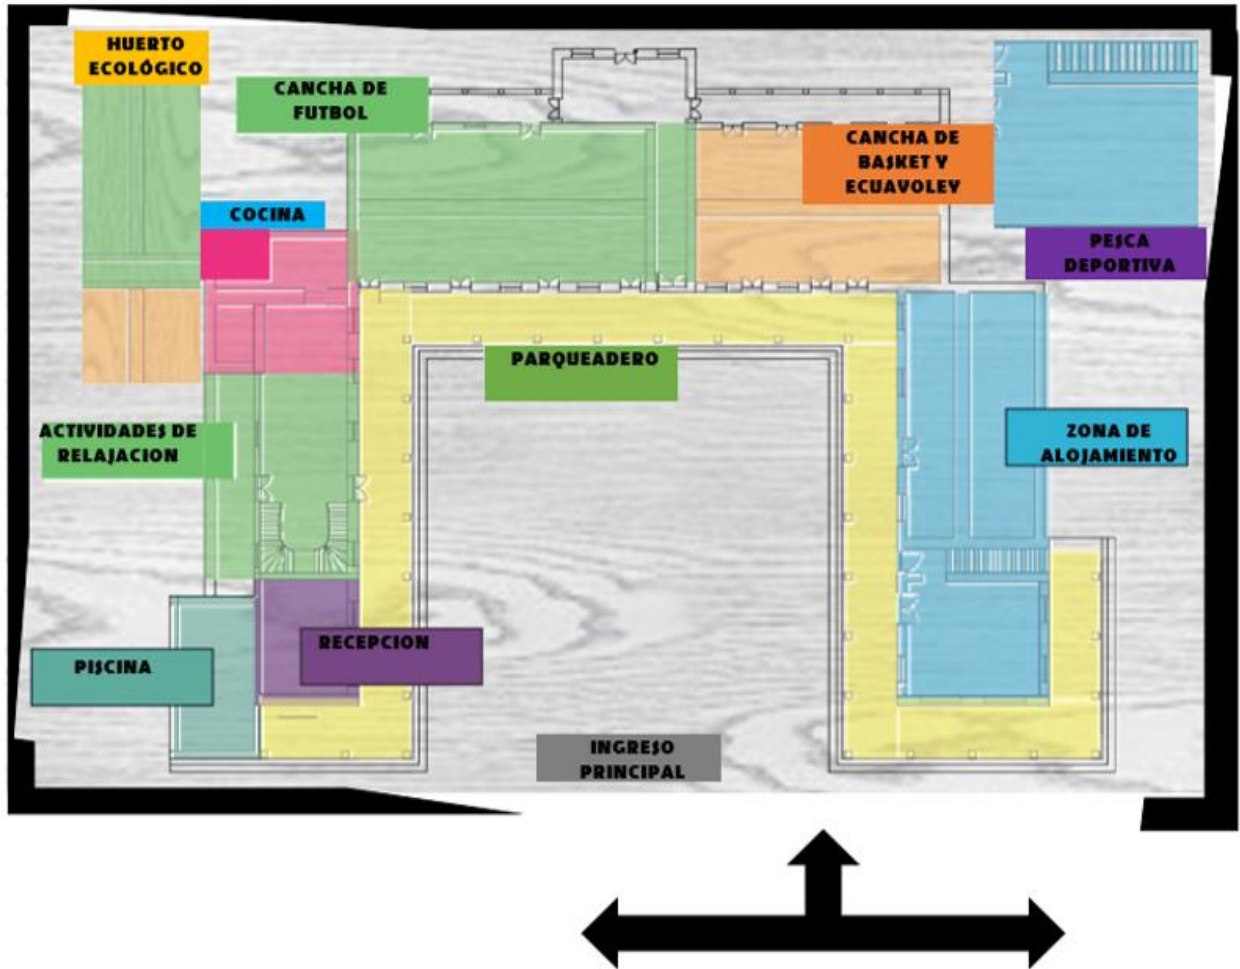 HUERTO
ECOLÓGICO
CANCHA DE
FUTBOL
CANCHA DE
BASKET Y
ECUAVOLEY
COCINA
PESCA
DEPORTIVA
PARQUEADERO
ACTIVIDADES DE
RELAJACION
ZONA DE
ALOJAMIENTO
RECEPCION
PISCINA
INGRESO
PRINCIPAL